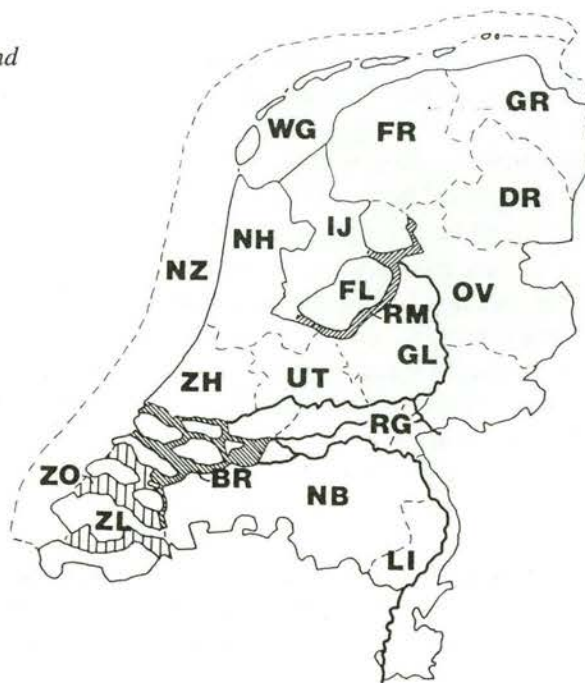 nd
GR
WG FR
DR
NH IJ
NZ
FL OV
RM
GL
ZH UT
RG
ZO BR
NB
ZL
LI